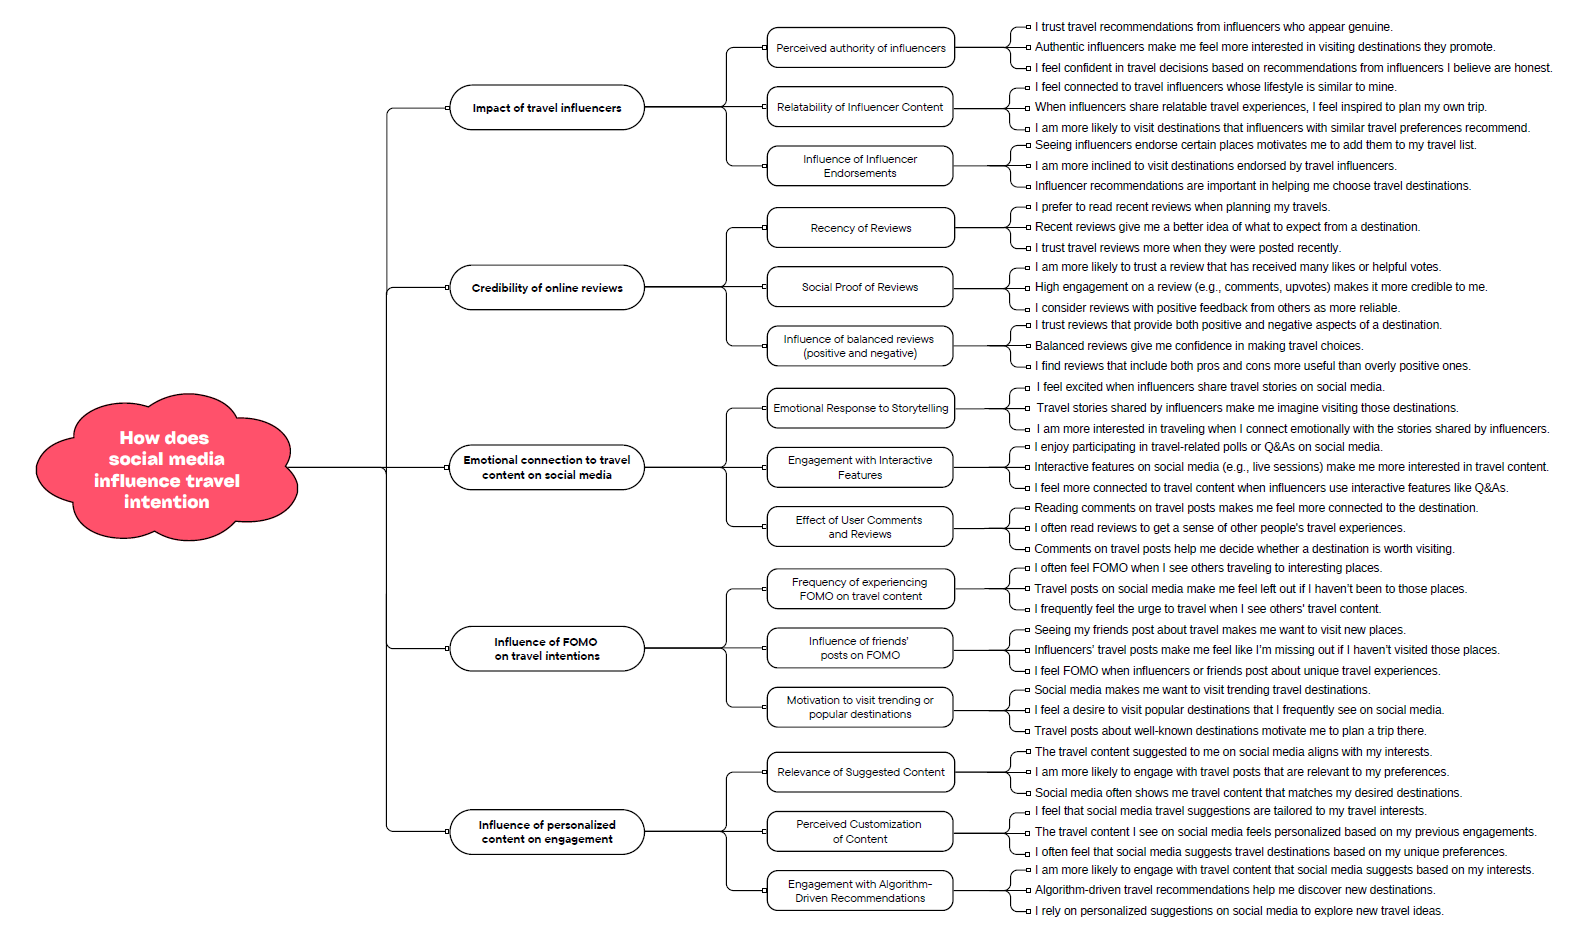 How does
social media
influence travel
intention
Impact of travel influencers
Perceived authority of influencers
I trust travel recommendations from influencers who appear genuine.
Authentic influencers make me feel more interested in visiting destinations they promote.
I feel confident in travel decisions based on recommendations from influencers I believe are honest.
Relatability of Influencer Content
I feel connected to travel influencers whose lifestyle is similar to mine.
When influencers share relatable travel experiences, I feel inspired to plan my own trip.
I am more likely to visit destinations that influencers with similar travel preferences recommend.
Influence of Influencer
Endorsements
Seeing influencers endorse certain places motivates me to add them to my travel list.
I am more inclined to visit destinations endorsed by travel influencers.
Influencer recommendations are important in helping me choose travel destinations.
Credibility of online reviews
Recency of Reviews
I prefer to read recent reviews when planning my travels.
Recent reviews give me a better idea of what to expect from a destination.
I trust travel reviews more when they were posted recently.
Social Proof of Reviews
I am more likely to trust a review that has received many likes or helpful votes.
High engagement on a review (e.g., comments, upvotes) makes it more credible to me.
I consider reviews with positive feedback from others as more reliable.
Influence of balanced reviews
(positive and negative)
I trust reviews that provide both positive and negative aspects of a destination.
Balanced reviews give me confidence in making travel choices.
I find reviews that include both pros and cons more useful than overly positive ones.
Emotional connection to travel
content on social media
Emotional Response to Storytelling
I feel excited when influencers share travel stories on social media.
Travel stories shared by influencers make me imagine visiting those destinations.
I am more interested in traveling when I connect emotionally with the stories shared by influencers.
Engagement with Interactive
Features
I enjoy participating in travel-related polls or Q&As on social media.
Interactive features on social media (e.g., live sessions) make me more interested in travel content.
I feel more connected to travel content when influencers use interactive features like Q&As.
Effect of User Comments
and Reviews
Reading comments on travel posts makes me feel more connected to the destination.
I often read reviews to get a sense of other people's travel experiences.
Comments on travel posts help me decide whether a destination is worth visiting.
Influence of FOMO
on travel intentions
Frequency of experiencing
FOMO on travel content
I often feel FOMO when I see others traveling to interesting places.
Travel posts on social media make me feel left out if I haven’t been to those places.
I frequently feel the urge to travel when I see others' travel content.
Influence of friends'
posts on FOMO
Seeing my friends post about travel makes me want to visit new places.
Influencers’ travel posts make me feel like I’m missing out if I haven’t visited those places.
I feel FOMO when influencers or friends post about unique travel experiences.
Motivation to visit trending or
popular destinations
Social media makes me want to visit trending travel destinations.
I feel a desire to visit popular destinations that I frequently see on social media.
Travel posts about well-known destinations motivate me to plan a trip there.
Influence of personalized
content on engagement
Relevance of Suggested Content
The travel content suggested to me on social media aligns with my interests.
I am more likely to engage with travel posts that are relevant to my preferences.
Social media often shows me travel content that matches my desired destinations.
Perceived Customization
of Content
I feel that social media travel suggestions are tailored to my travel interests.
The travel content I see on social media feels personalized based on my previous engagements.
I often feel that social media suggests travel destinations based on my unique preferences.
Engagement with Algorithm-
Driven Recommendations
I am more likely to engage with travel content that social media suggests based on my interests.
Algorithm-driven travel recommendations help me discover new destinations.
I rely on personalized suggestions on social media to explore new travel ideas.